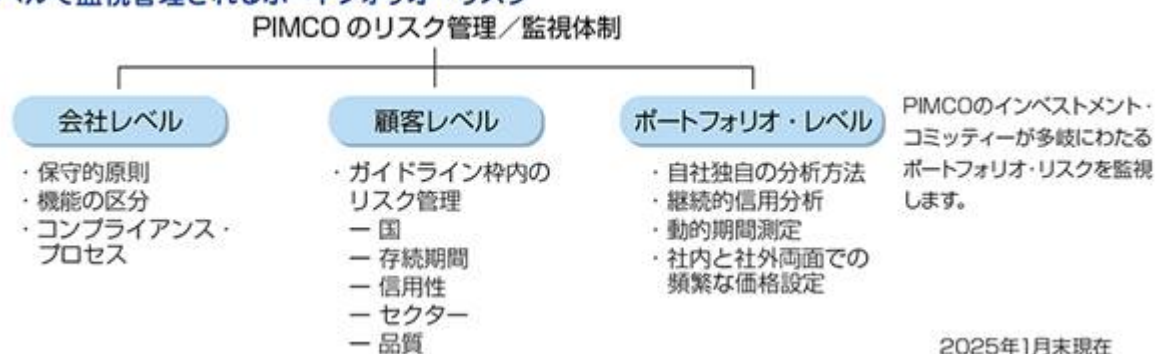 PIMCO のリスク管理／監視体制
会社レベル
・保守的原則
・機能の区分
・コンプライアンス・
プロセス
顧客レベル
・ガイドライン枠内の
リスク管理
ー 国
ー 存続期間
ー 信用性
ー セクター
ー 品質
ポートフォリオ・レベル
・自社独自の分析方法
・継続的信用分析
・動的期間測定
・社内と社外両面での
頻繁な価格設定
PIMCOのインベストメント・
コミッティーが多岐にわたる
ポートフォリオ・リスクを監視
します。
2025年1月末現在